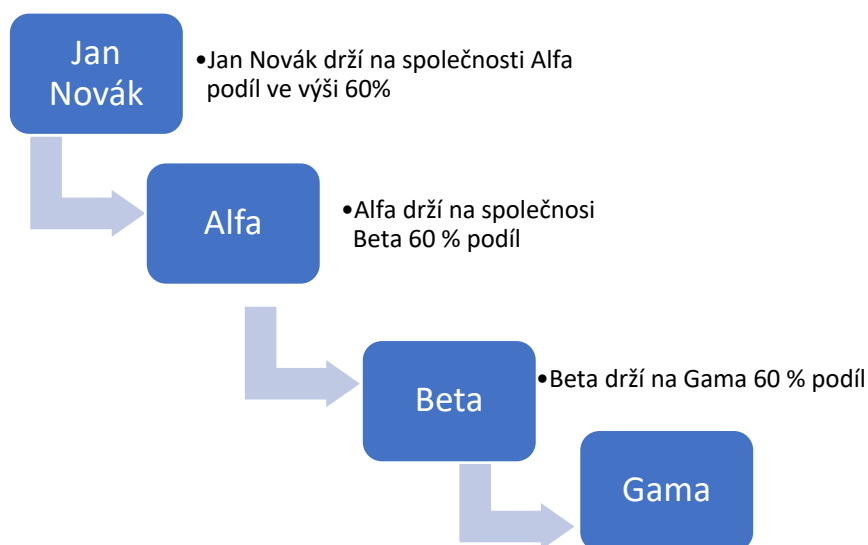 Jan
Novák
•Jan Novák drží na společnosti Alfa
podíl ve výši 60%
Alfa
•Alfa drží na společnosi
Beta 60 % podíl
Beta
•Beta drží na Gama 60 % podíl
Gama